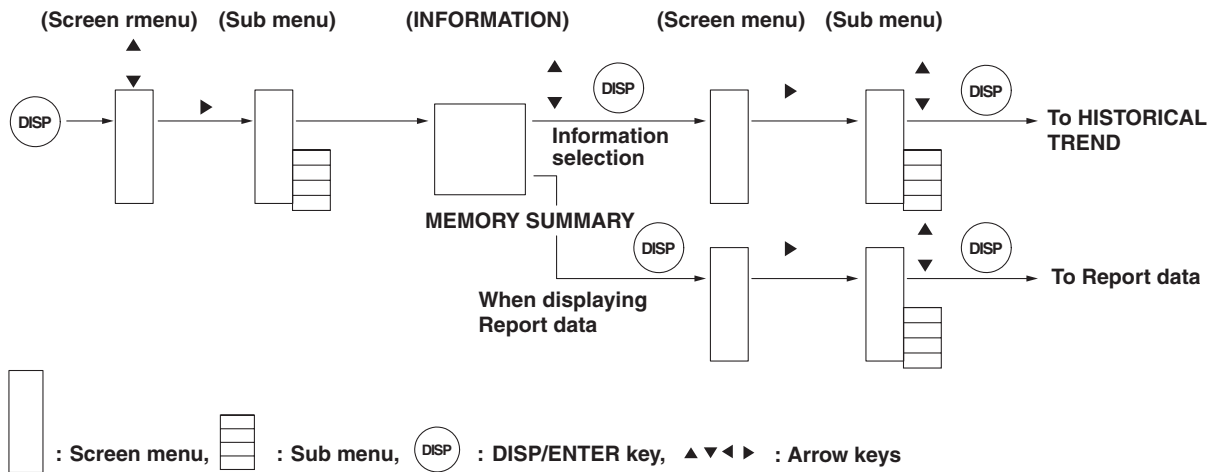 (Screen rmenu) (Sub menu) (INFORMATION) (Screen menu) (Sub menu)
▲ ▼
DISP
▶
▲ ▼
DISP
Information
selection
▶
▲ ▼
DISP
To HISTORICAL
TREND
MEMORY SUMMARY
DISP
When displaying
Report data
▶
▲ ▼
DISP
To Report data
: Screen menu, : Sub menu, DISP : DISP/ENTER key, ▲ ▼ ◀ ▶ : Arrow keys